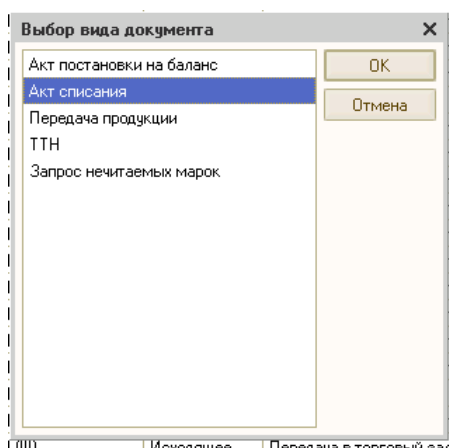 Выбор вида документа
Акт постановки на баланс
Акт списания
Передача продукции
ТТН
Запрос нечитаемых марок
OK
Отмена
Исходящее
Передача в торговый